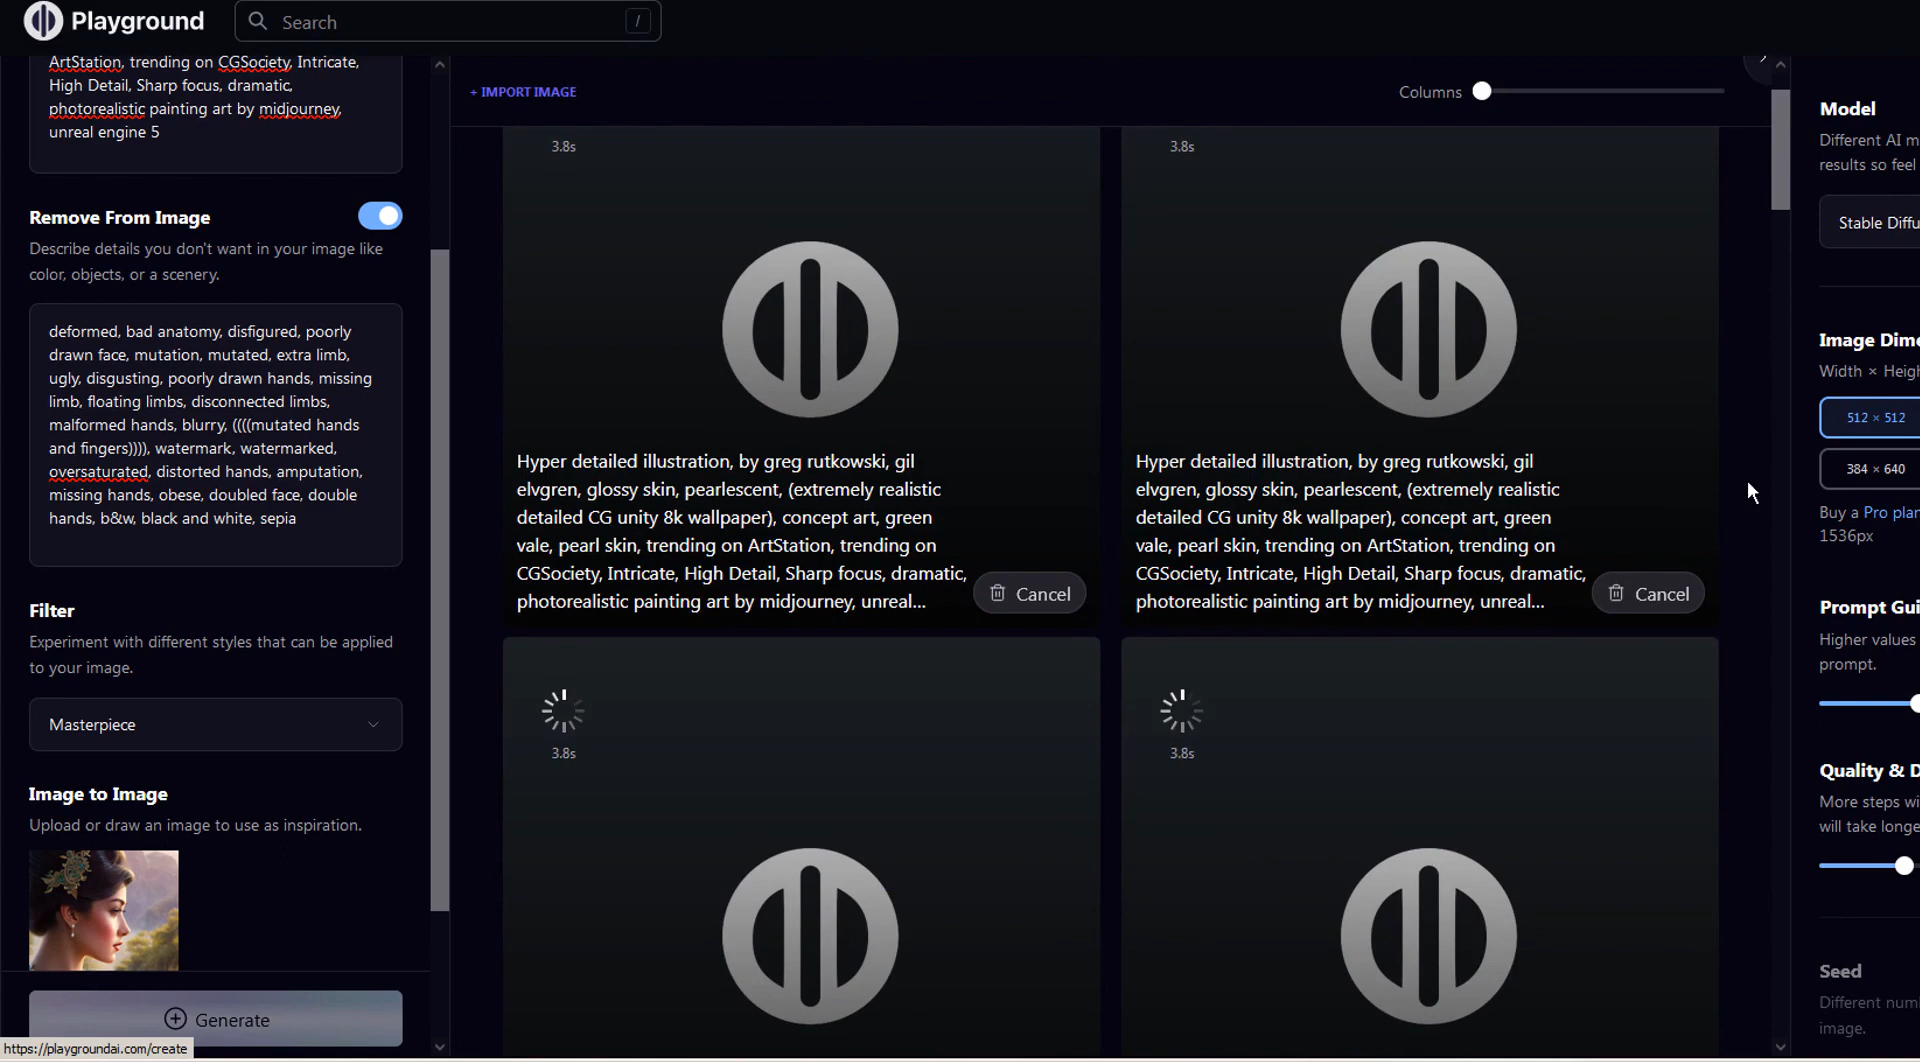 Playground
Search
/
ArtStation, trending on CGSociety, Intricate,
High Detail, Sharp focus, dramatic,
photorealistic painting art by midjourney,
unreal engine 5
Remove From Image
Describe details you don't want in your image like
color, objects, or a scenery.
deformed, bad anatomy, disfigured, poorly
drawn face, mutation, mutated, extra limb,
ugly, disgusting, poorly drawn hands, missing
limb, floating limbs, disconnected limbs,
malformed hands, blurry, ((((mutated hands
and fingers)))), watermark, watermarked,
oversaturated, distorted hands, amputation,
missing hands, obese, doubled face, double
hands, b&w, black and white, sepia
Filter
Experiment with different styles that can be applied
to your image.
Masterpiece
Image to Image
Upload or draw an image to use as inspiration.
Generate
https://playgroundai.com/create
+ IMPORT IMAGE
Columns
3.8s
Hyper detailed illustration, by greg rutkowski, gil
elvgren, glossy skin, pearlescent, (extremely realistic
detailed CG unity 8k wallpaper), concept art, green
vale, pearl skin, trending on ArtStation, trending on
CGSociety, Intricate, High Detail, Sharp focus, dramatic,
photorealistic painting art by midjourney, unreal...
Cancel
3.8s
Hyper detailed illustration, by greg rutkowski, gil
elvgren, glossy skin, pearlescent, (extremely realistic
detailed CG unity 8k wallpaper), concept art, green
vale, pearl skin, trending on ArtStation, trending on
CGSociety, Intricate, High Detail, Sharp focus, dramatic,
photorealistic painting art by midjourney, unreal...
Cancel
3.8s
3.8s
Model
Different AI m
results so feel
Stable Diffu
Image Dime
Width × Heigh
512 × 512
384 × 640
Buy a Pro plan
1536px
Prompt Gui
Higher values
prompt.
Quality & D
More steps wi
will take longe
Seed
Different num
image.